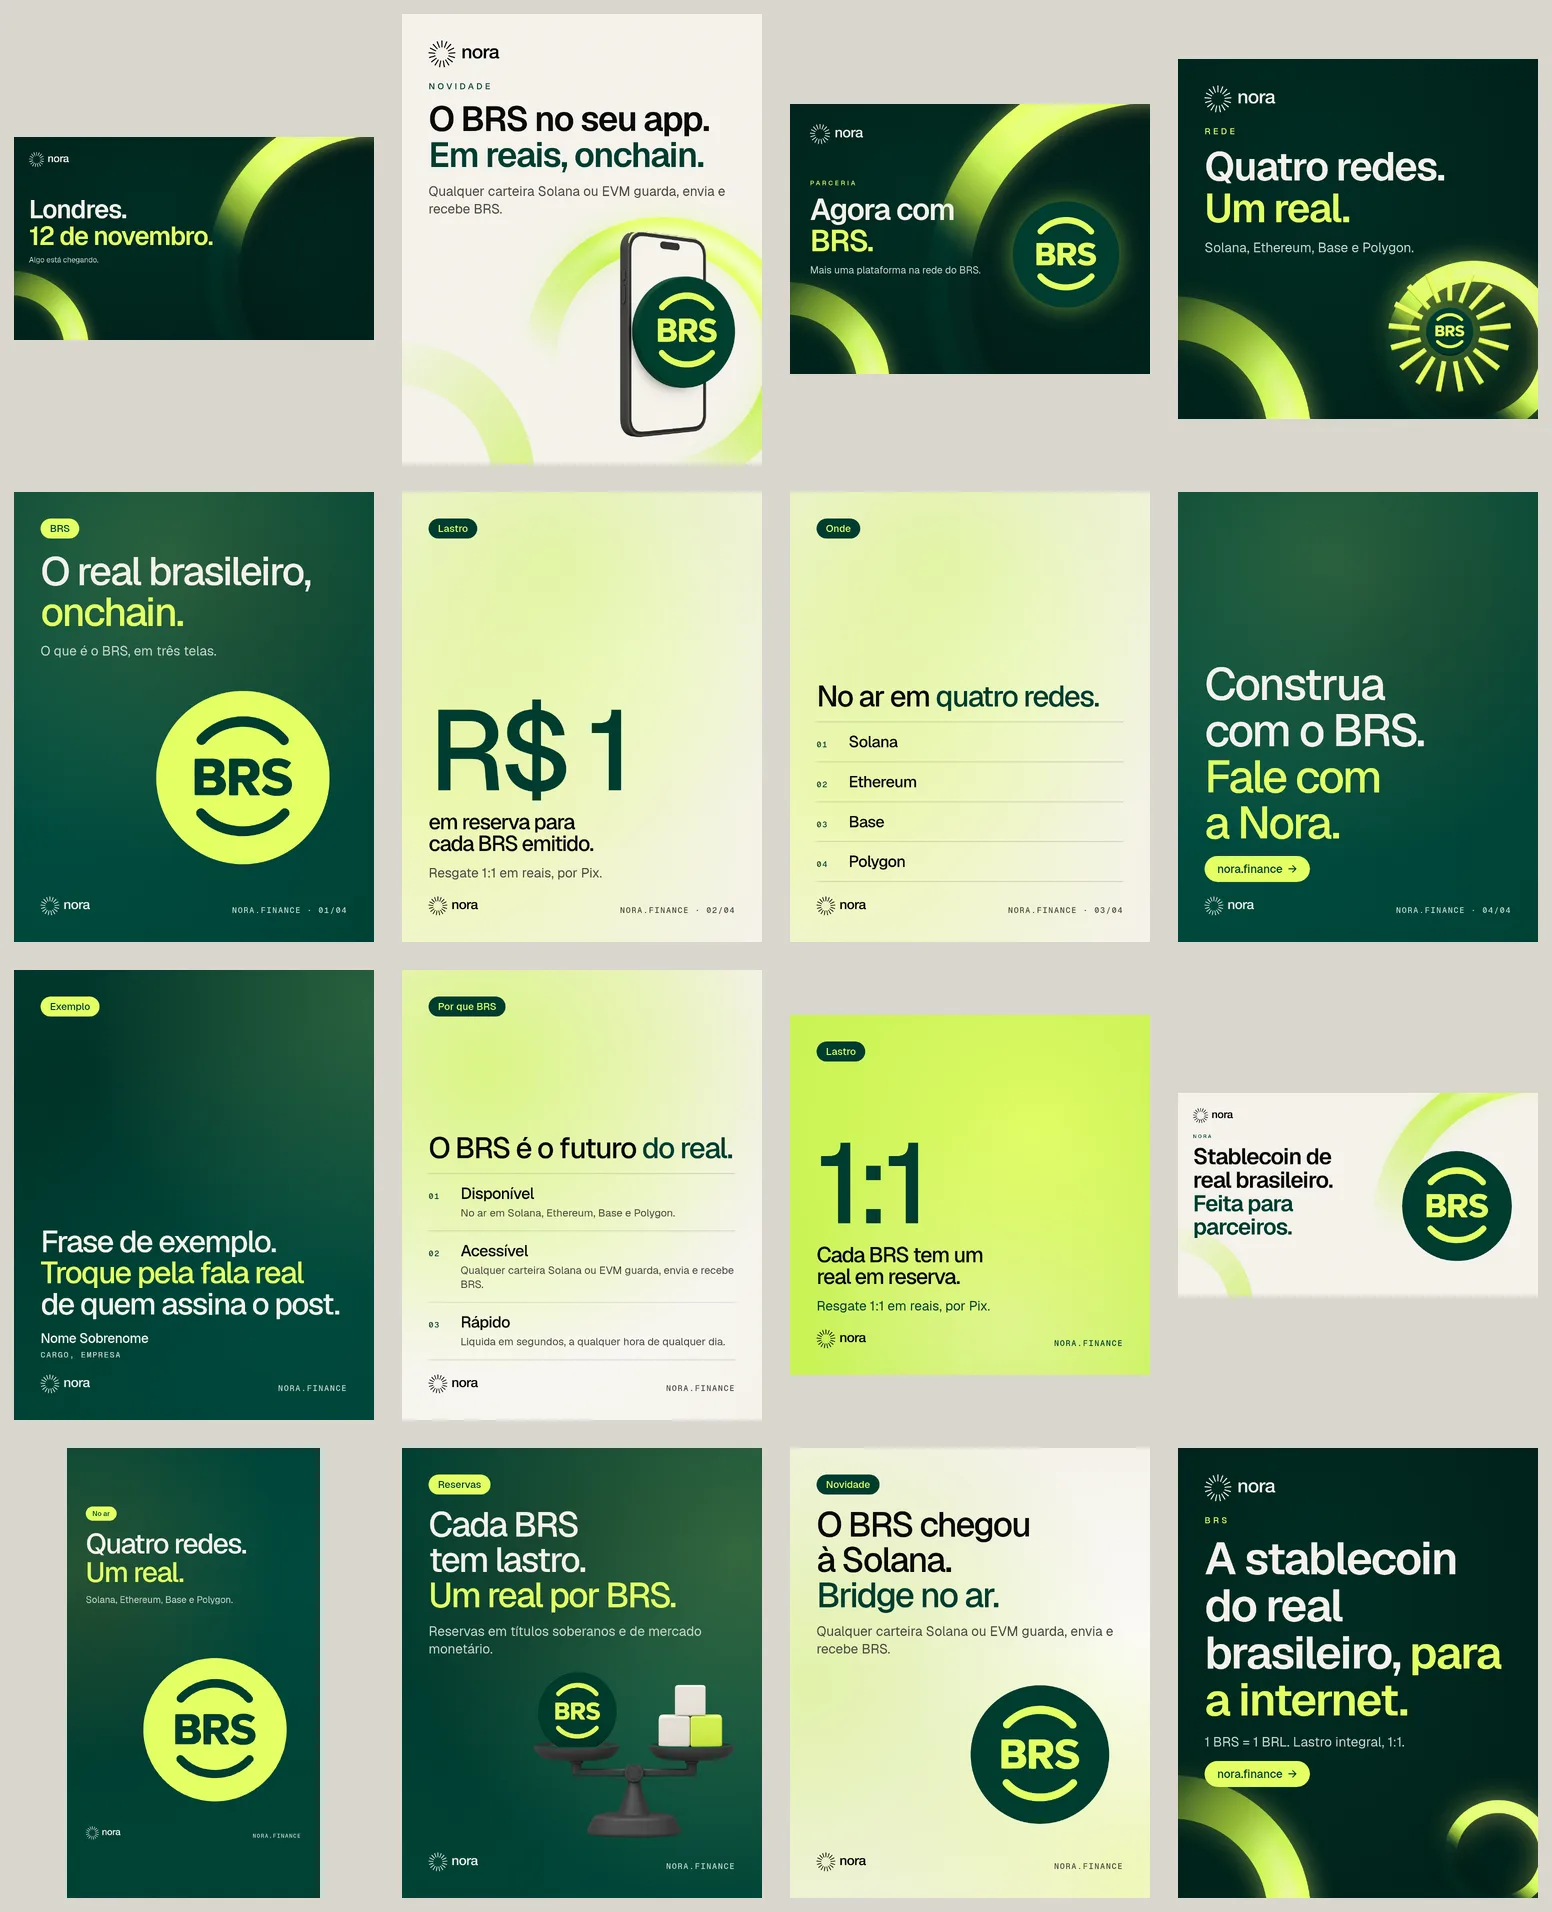 nora
Londres.
12 de novembro.
Algo está chegando.
nora
NOVIDADE
O BRS no seu app.
Em reais, onchain.
Qualquer carteira Solana ou EVM guarda, envia e
recebe BRS.
BRS
nora
PARCERIA
Agora com
BRS.
Mais uma plataforma na rede do BRS.
BRS
nora
REDE
Quatro redes.
Um real.
Solana, Ethereum, Base e Polygon.
BRS
BRS
O real brasileiro,
onchain.
O que é o BRS, em três telas.
BRS
nora
NORA.FINANCE · 01/04
Lastro
R$ 1
em reserva para
cada BRS emitido.
Resgate 1:1 em reais, por Pix.
nora
NORA.FINANCE · 02/04
Onde
No ar em quatro redes.
01 Solana
02 Ethereum
03 Base
04 Polygon
nora
NORA.FINANCE · 03/04
Construa
com o BRS.
Fale com
a Nora.
nora.finance →
nora
NORA.FINANCE · 04/04
Exemplo
Frase de exemplo.
Troque pela fala real
de quem assina o post.
Nome Sobrenome
CARGO, EMPRESA
nora
NORA.FINANCE
Por que BRS
O BRS é o futuro do real.
01 Disponível
No ar em Solana, Ethereum, Base e Polygon.
02 Acessível
Qualquer carteira Solana ou EVM guarda, envia e recebe
BRS.
03 Rápido
Liquida em segundos, a qualquer hora de qualquer dia.
nora
NORA.FINANCE
Lastro
1:1
Cada BRS tem um
real em reserva.
Resgate 1:1 em reais, por Pix.
nora
NORA.FINANCE
nora
NORA
Stablecoin de
real brasileiro.
Feita para
parceiros.
BRS
No ar
Quatro redes.
Um real.
Solana, Ethereum, Base e Polygon.
BRS
nora
NORA.FINANCE
Reservas
Cada BRS
tem lastro.
Um real por BRS.
Reservas em títulos soberanos e de mercado
monetário.
BRS
nora
NORA.FINANCE
Novidade
O BRS chegou
à Solana.
Bridge no ar.
Qualquer carteira Solana ou EVM guarda, envia e
recebe BRS.
BRS
nora
NORA.FINANCE
nora
BRS
A stablecoin
do real
brasileiro, para
a internet.
1 BRS = 1 BRL. Lastro integral, 1:1.
nora.finance →